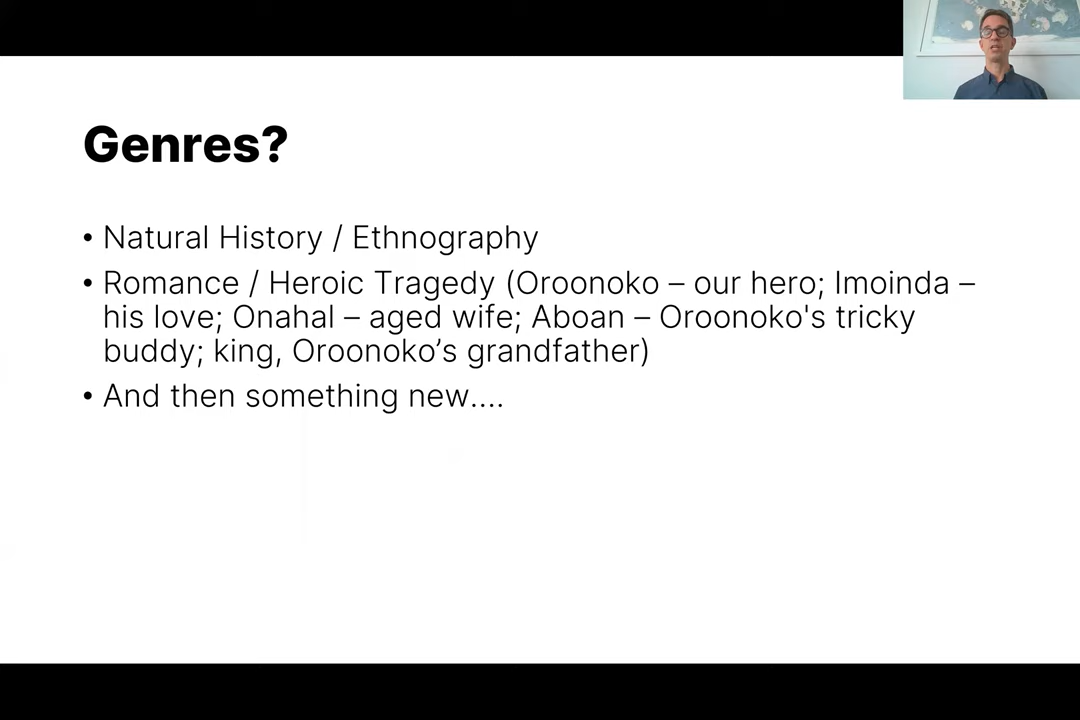 Genres?
• Natural History / Ethnography
• Romance / Heroic Tragedy (Oroonoko – our hero; Imoinda –
his love; Onahal – aged wife; Aboan – Oroonoko's tricky
buddy; king, Oroonoko’s grandfather)
• And then something new....